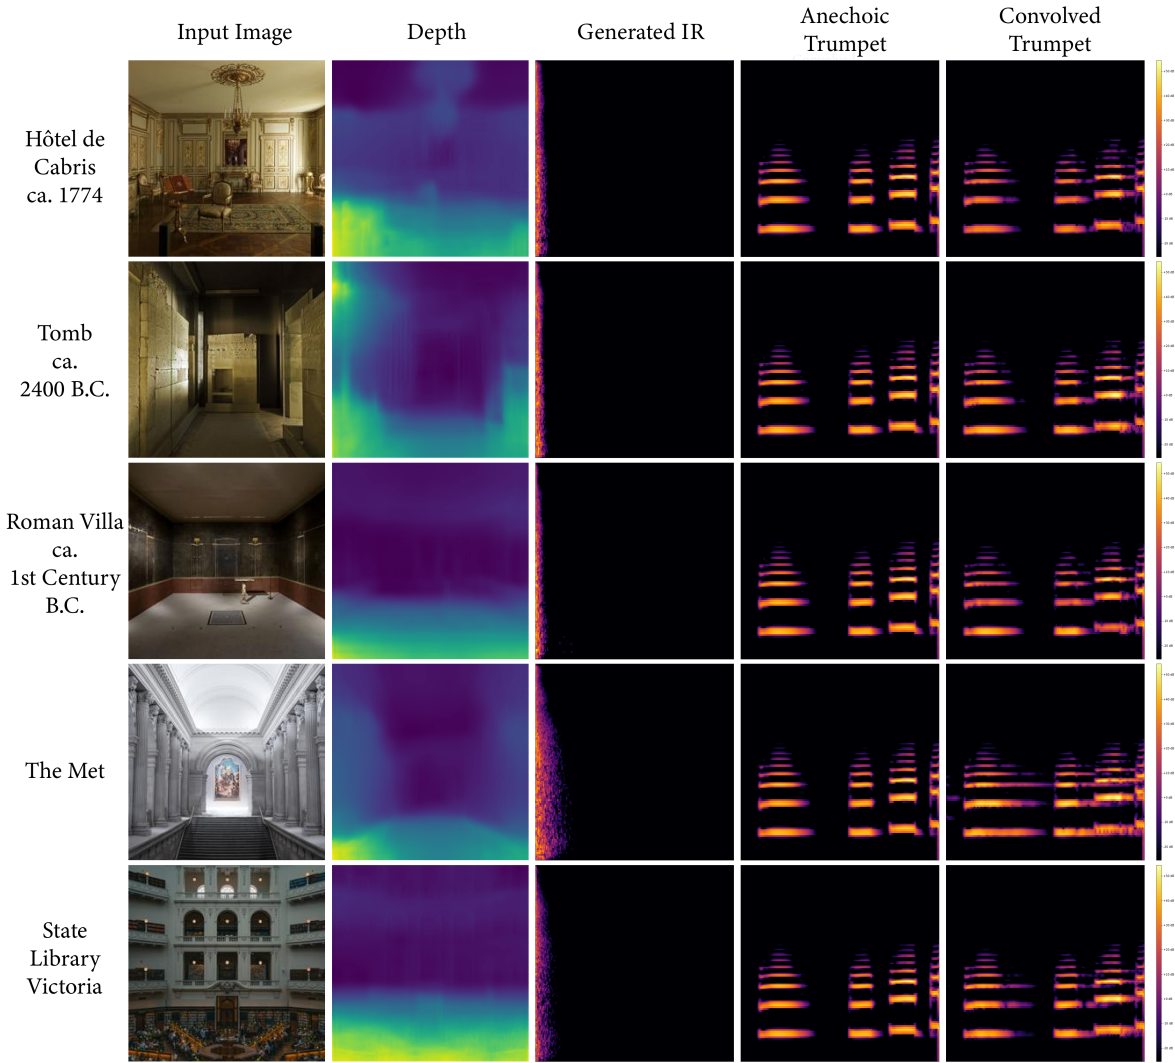 Input Image
Depth
Generated IR
Anechoic
Trumpet
Convolved
Trumpet
Hôtel de
Cabris
ca. 1774
Tomb
ca.
2400 B.C.
Roman Villa
ca.
1st Century
B.C.
The Met
State
Library
Victoria